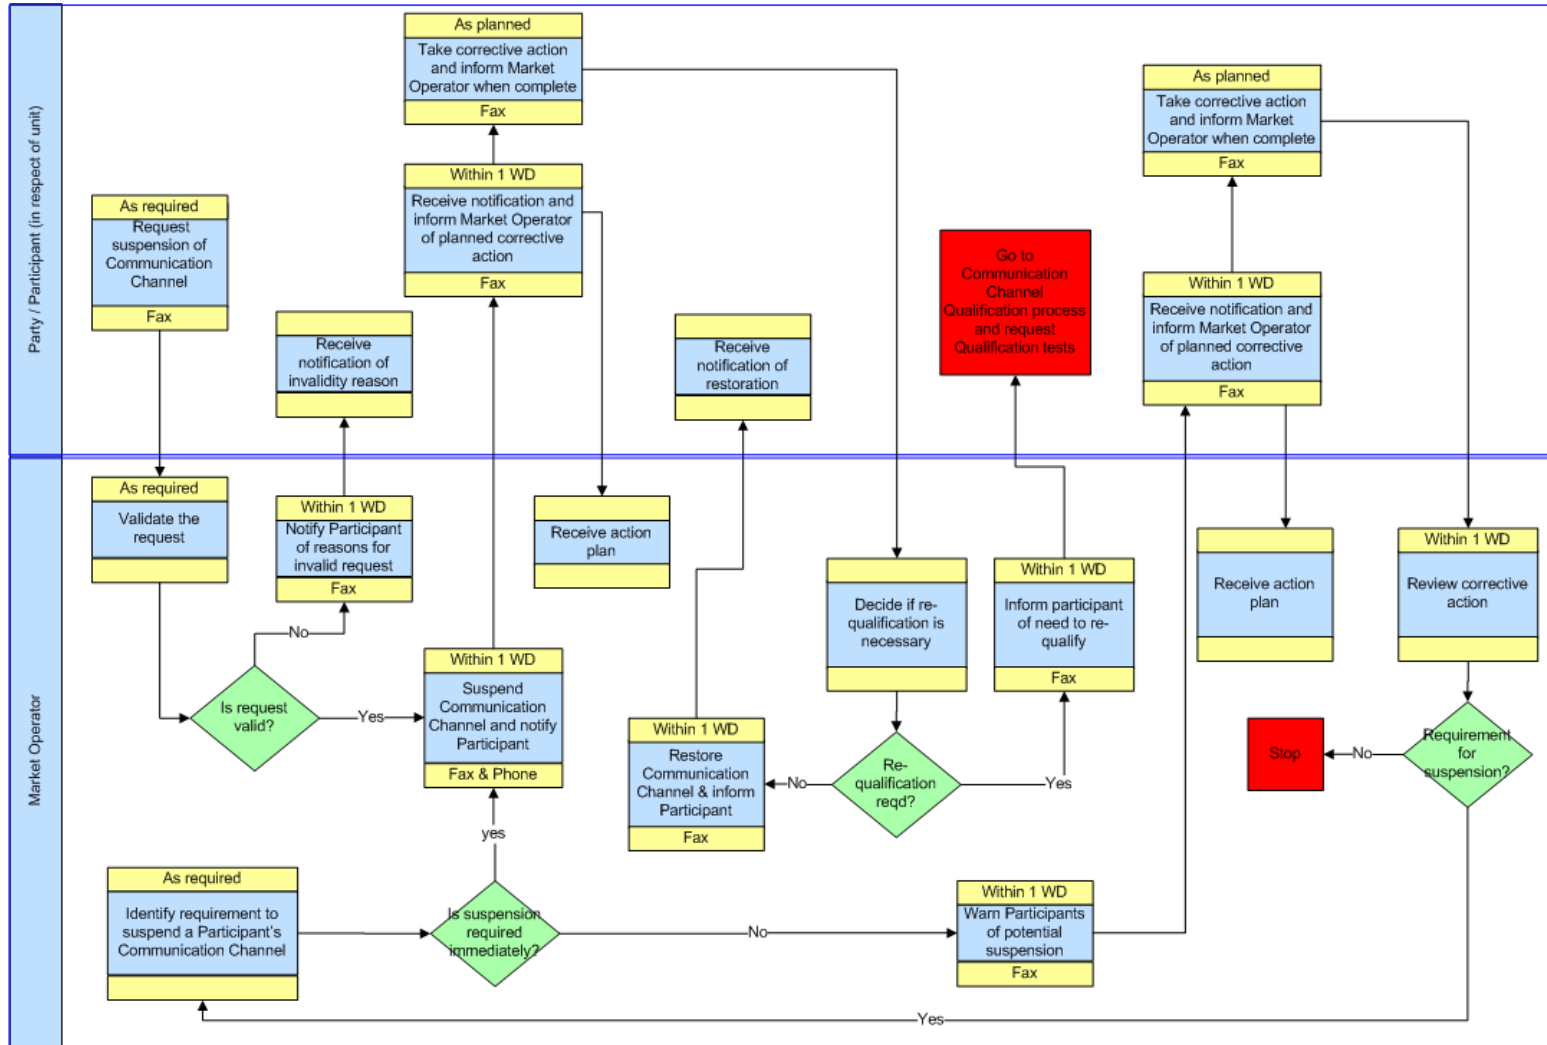 Party / Participant (in respect of unit)
As planned
Take corrective action
and inform Market
Operator when complete
Fax
As planned
Take corrective action
and inform Market
Operator when complete
Fax
Within 1 WD
Receive notification and
inform Market Operator
of planned corrective
action
Fax
As required
Request
suspension of
Communication
Channel
Fax
Go to
Communication
Channel
Qualification process
and request
Qualification tests
Within 1 WD
Receive notification and
inform Market Operator
of planned corrective
action
Fax
Receive
notification of
invalidity reason
Receive
notification of
restoration
Market Operator
As required
Validate the
request
Within 1 WD
Notify Participant
of reasons for
invalid request
Fax
Receive action
plan
Decide if re-
qualification is
necessary
Within 1 WD
Inform participant
of need to re-
qualify
Fax
Receive action
plan
Within 1 WD
Review corrective
action
No
Is request
valid?
Yes
Within 1 WD
Suspend
Communication
Channel and notify
Participant
Fax & Phone
Within 1 WD
Restore
Communication
Channel & inform
Participant
Fax
No
Re-
qualification
reqd?
Yes
Stop
No
Requirement
for
suspension?
yes
As required
Identify requirement to
suspend a Participant's
Communication Channel
Is suspension
required
immediately?
No
Within 1 WD
Warn Participants
of potential
suspension
Fax
Yes